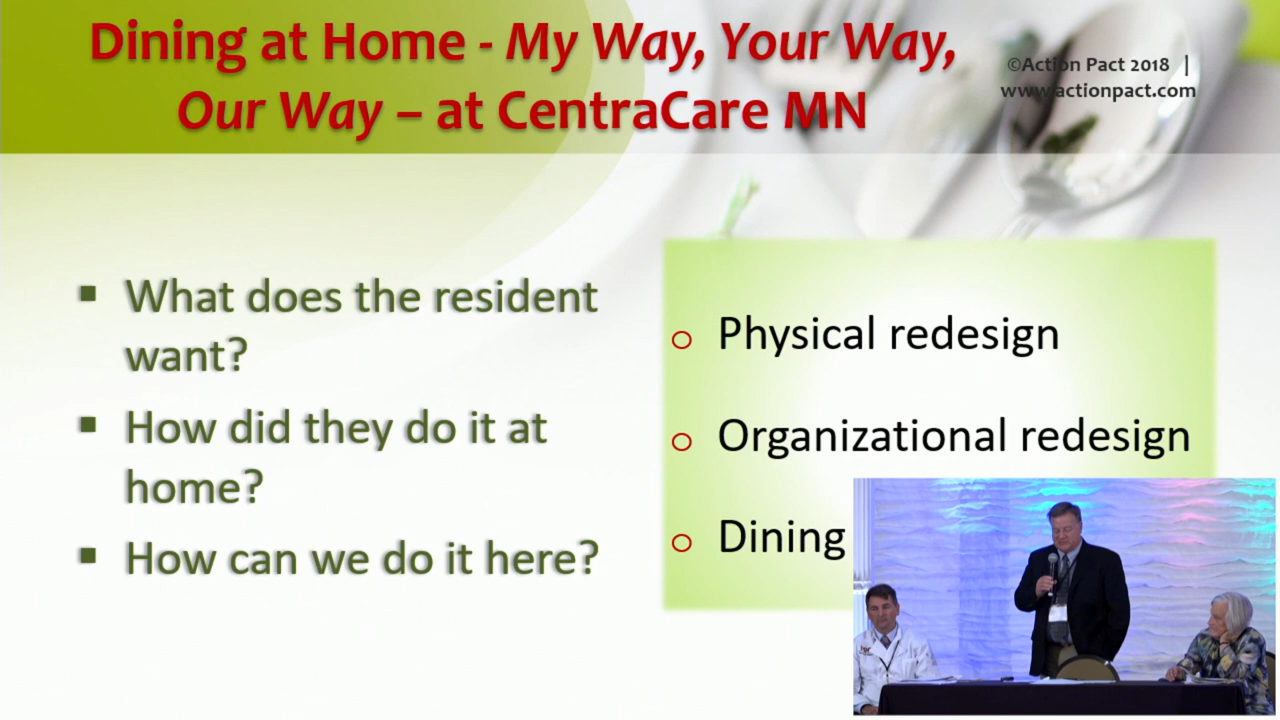 Dining at Home - My Way, Your Way,
Our Way – at CentraCare MN
©Action Pact 2018 |
www.actionpact.com
▪ What does the resident
want?
▪ How did they do it at
home?
▪ How can we do it here?
o Physical redesign
o Organizational redesign
o Dining